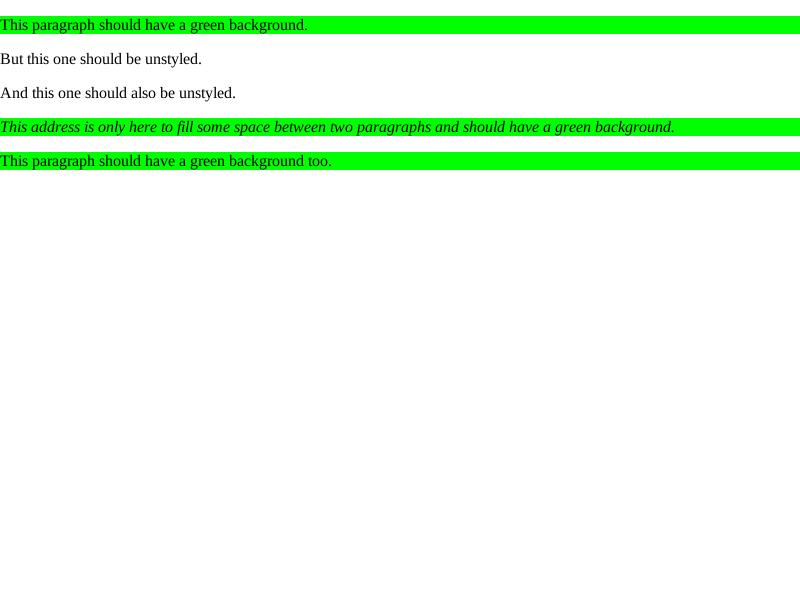 This paragraph should have a green background.
But this one should be unstyled.
And this one should also be unstyled.
This address is only here to fill some space between two paragraphs and should have a green background.
This paragraph should have a green background too.